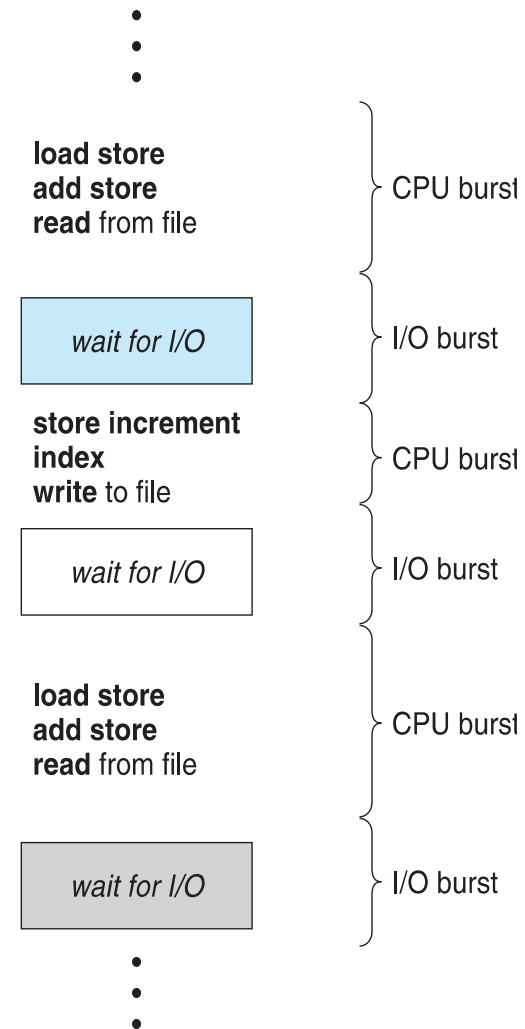 load store
add store
read from file
CPU burst
wait for I/O
I/O burst
store increment
index
write to file
CPU burst
wait for I/O
I/O burst
load store
add store
read from file
CPU burst
wait for I/O
I/O burst